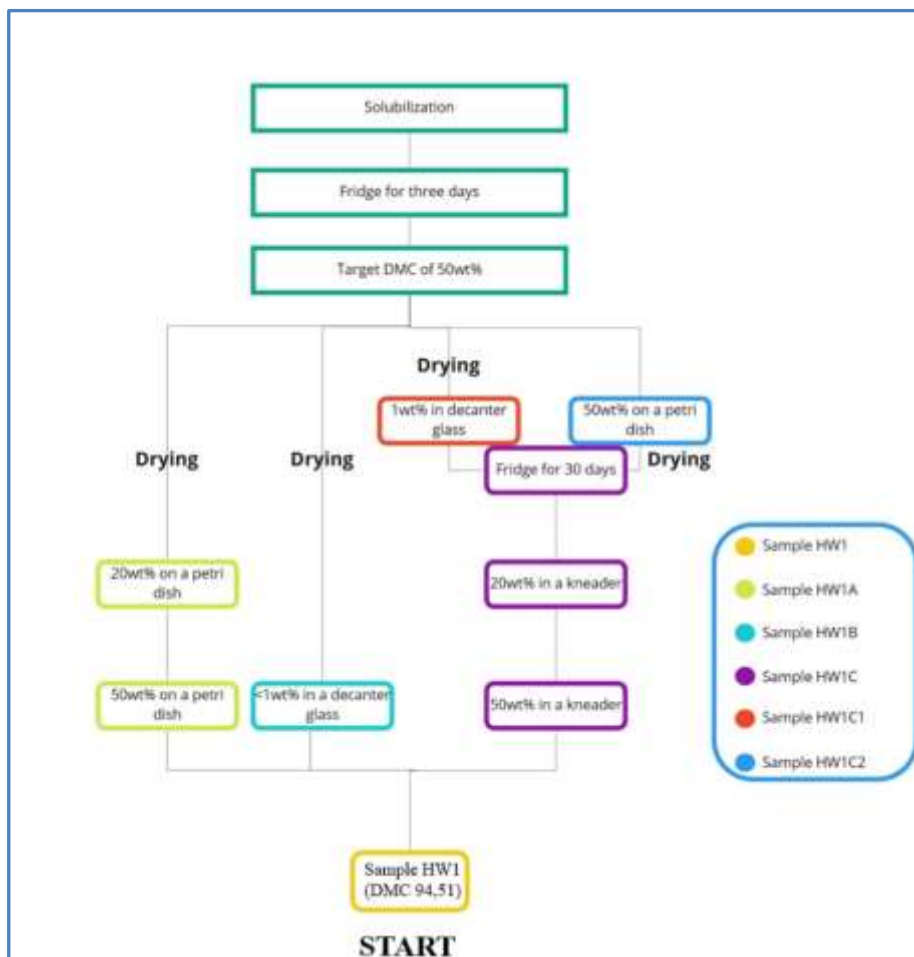 Solubilization
Fridge for three days
Target DMC of 50wt%
Drying
1wt% in decanter
glass
50wt% on a petri
dish
Drying
Drying
Fridge for 30 days
Drying
20wt% on a petri
dish
20wt% in a kneader
50wt% on a petri
dish
<1wt% in a decanter
glass
50wt% in a kneader
Sample HW1
Sample HW1A
Sample HW1B
Sample HW1C
Sample HW1C1
Sample HW1C2
Sample HW1
(DMC 94,51)
START